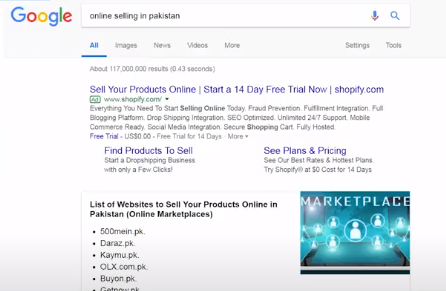 Google
online selling in pakistan
All Images News Videos More Settings Tools
About 117,000,000 results (0.43 seconds)
Sell Your Products Online | Start a 14 Day Free Trial Now | shopify.com
Ad www.shopify.com/
Everything You Need To Start Selling Online Today. Fraud Prevention. Fulfillment Integration. Full
Blogging Platform. Drop Shipping Integration. SEO Optimized. Unlimited 24/7 Support. Mobile
Commerce Ready. Social Media Integration. Secure Shopping Cart. Fully Hosted.
Free Trial - US$0.00 - Free Trial for 14 Days · More
Find Products To Sell
Start a Dropshipping Business
with only a Few Clicks!
See Plans & Pricing
See Our Best Rates & Hottest Plans.
Try Shopify® at $0 Cost for 14 Days
List of Websites to Sell Your Products Online in
Pakistan (Online Marketplaces)
• 500mein.pk.
• Daraz.pk.
• Kaymu.pk.
• OLX.com.pk.
• Buyon.pk.
• Getnow.pk.
MARKETPLACE